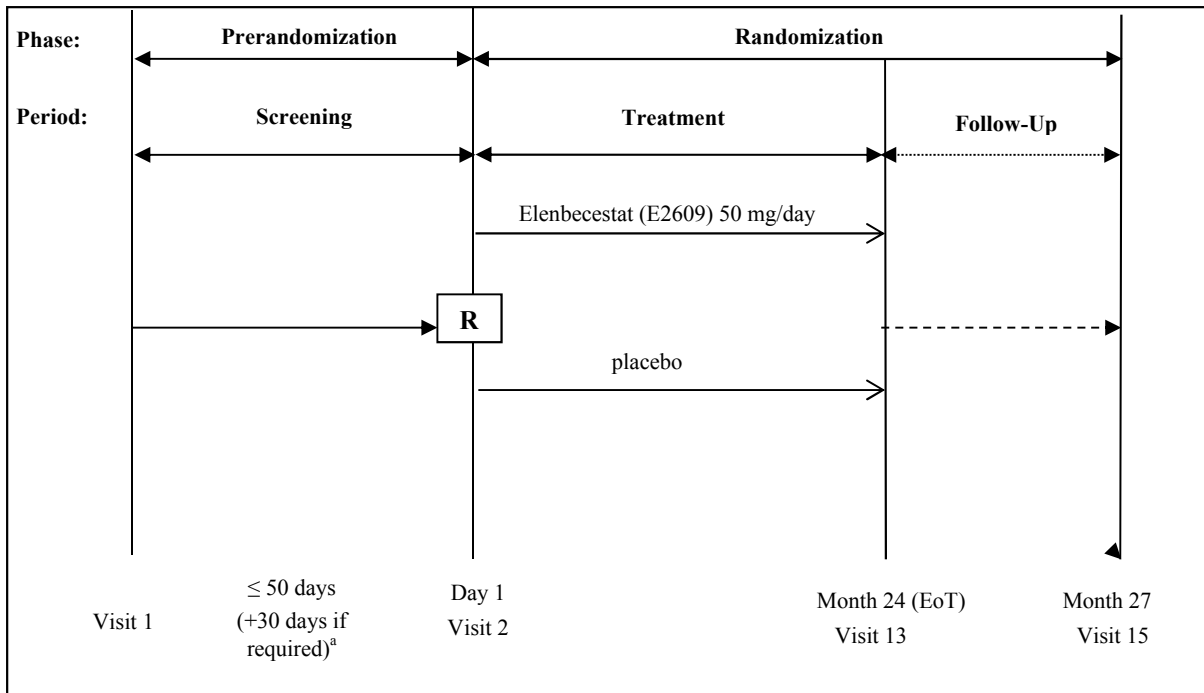 Phase:
Prerandomization
Randomization
Period:
Screening
Treatment
Follow-Up
Elenbecestat (E2609) 50 mg/day
R
placebo
Visit 1
≤ 50 days
(+30 days if
required)a
Day 1
Visit 2
Month 24 (EoT)
Visit 13
Month 27
Visit 15